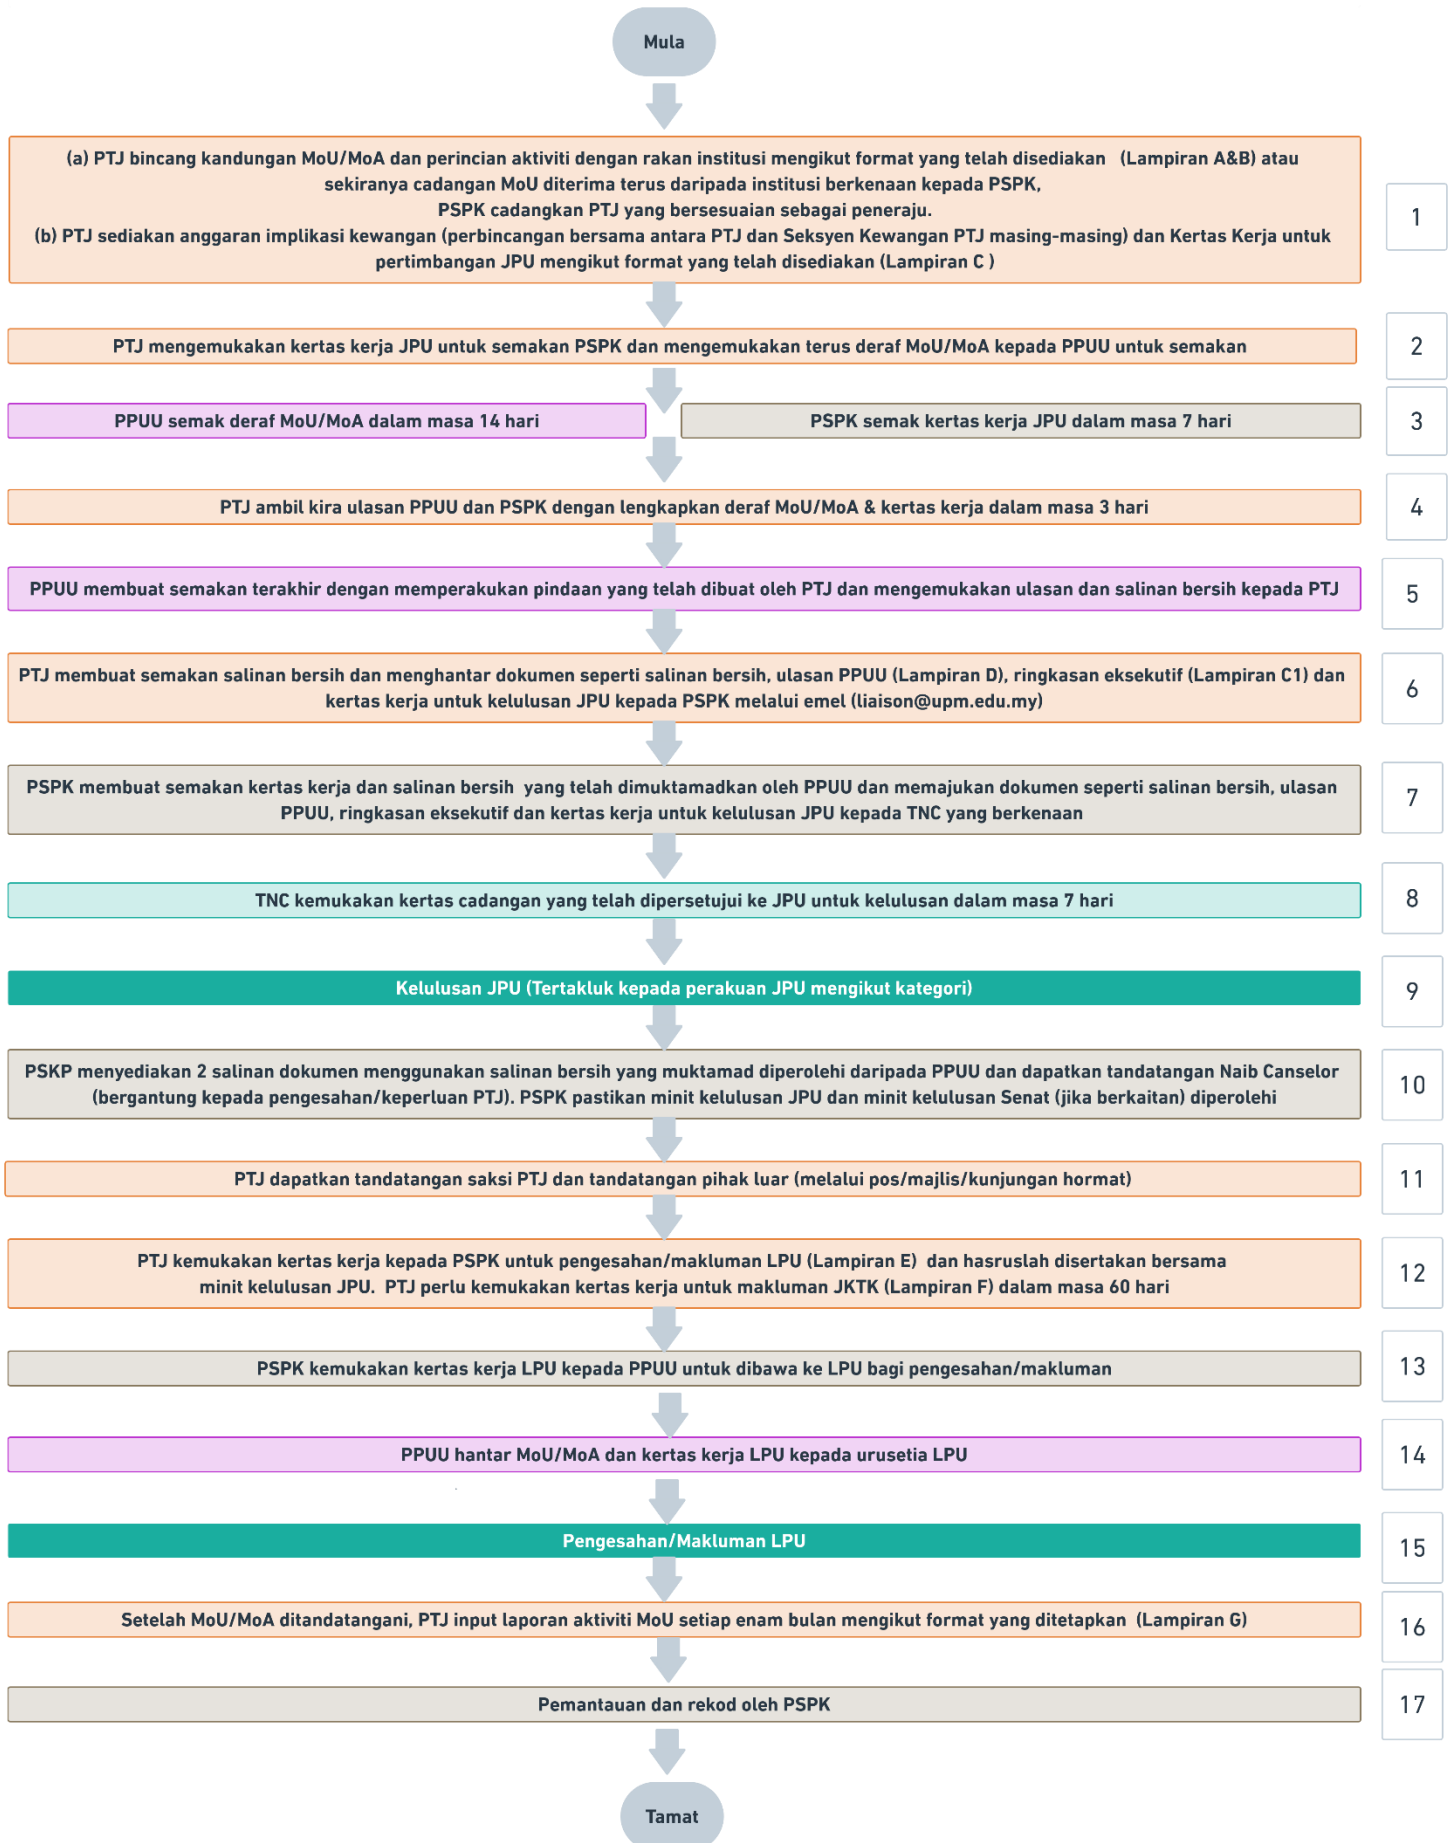 Mula
(a) PTJ bincang kandungan MoU/MoA dan perincian aktiviti dengan rakan institusi mengikut format yang telah disediakan (Lampiran A&B) atau
sekiranya cadangan MoU diterima terus daripada institusi berkenaan kepada PSPK,
PSPK cadangkan PTJ yang bersesuaian sebagai peneraju.
(b) PTJ sediakan anggaran implikasi kewangan (perbincangan bersama antara PTJ dan Seksyen Kewangan PTJ masing-masing) dan Kertas Kerja untuk
pertimbangan JPU mengikut format yang telah disediakan (Lampiran C )
1
PTJ mengemukakan kertas kerja JPU untuk semakan PSPK dan mengemukakan terus deraf MoU/MoA kepada PPUU untuk semakan
2
PPUU semak deraf MoU/MoA dalam masa 14 hari
PSPK semak kertas kerja JPU dalam masa 7 hari
3
PTJ ambil kira ulasan PPUU dan PSPK dengan lengkapkan deraf MoU/MoA & kertas kerja dalam masa 3 hari
4
PPUU membuat semakan terakhir dengan memperakukan pindaan yang telah dibuat oleh PTJ dan mengemukakan ulasan dan salinan bersih kepada PTJ
5
PTJ membuat semakan salinan bersih dan menghantar dokumen seperti salinan bersih, ulasan PPUU (Lampiran D), ringkasan eksekutif (Lampiran C1) dan
kertas kerja untuk kelulusan JPU kepada PSPK melalui emel (liaison@upm.edu.my)
6
PSPK membuat semakan kertas kerja dan salinan bersih yang telah dimuktamadkan oleh PPUU dan memajukan dokumen seperti salinan bersih, ulasan
PPUU, ringkasan eksekutif dan kertas kerja untuk kelulusan JPU kepada TNC yang berkenaan
7
TNC kemukakan kertas cadangan yang telah dipersetujui ke JPU untuk kelulusan dalam masa 7 hari
8
Kelulusan JPU (Tertakluk kepada perakuan JPU mengikut kategori)
9
PSKP menyediakan 2 salinan dokumen menggunakan salinan bersih yang muktamad diperolehi daripada PPUU dan dapatkan tandatangan Naib Canselor
(bergantung kepada pengesahan/keperluan PTJ). PSPK pastikan minit kelulusan JPU dan minit kelulusan Senat (jika berkaitan) diperolehi
10
PTJ dapatkan tandatangan saksi PTJ dan tandatangan pihak luar (melalui pos/majlis/kunjungan hormat)
11
PTJ kemukakan kertas kerja kepada PSPK untuk pengesahan/makluman LPU (Lampiran E) dan hasruslah disertakan bersama
minit kelulusan JPU. PTJ perlu kemukakan kertas kerja untuk makluman JKTK (Lampiran F) dalam masa 60 hari
12
PSPK kemukakan kertas kerja LPU kepada PPUU untuk dibawa ke LPU bagi pengesahan/makluman
13
PPUU hantar MoU/MoA dan kertas kerja LPU kepada urusetia LPU
14
Pengesahan/Makluman LPU
15
Setelah MoU/MoA ditandatangani, PTJ input laporan aktiviti MoU setiap enam bulan mengikut format yang ditetapkan (Lampiran G)
16
Pemantauan dan rekod oleh PSPK
17
Tamat